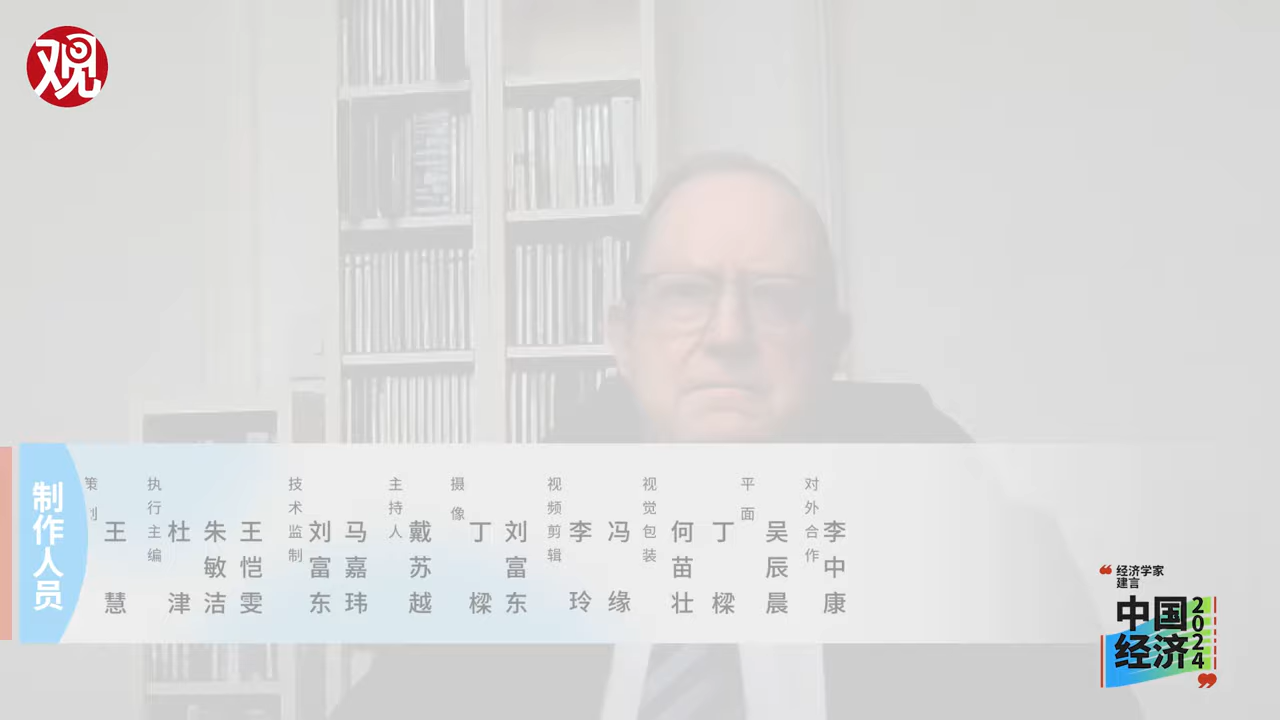 观
制作人员
策划
王慧
执行主编
杜津
朱敏洁
王恺雯
技术监制
刘富东
马嘉玮
主持人
戴苏越
摄像
丁樑
刘富东
视频剪辑
李玲
冯缘
视觉包装
何苗壮
丁樑
平面
吴辰晨
对外合作
李中康
经济学家
建言
中国
经济
2024